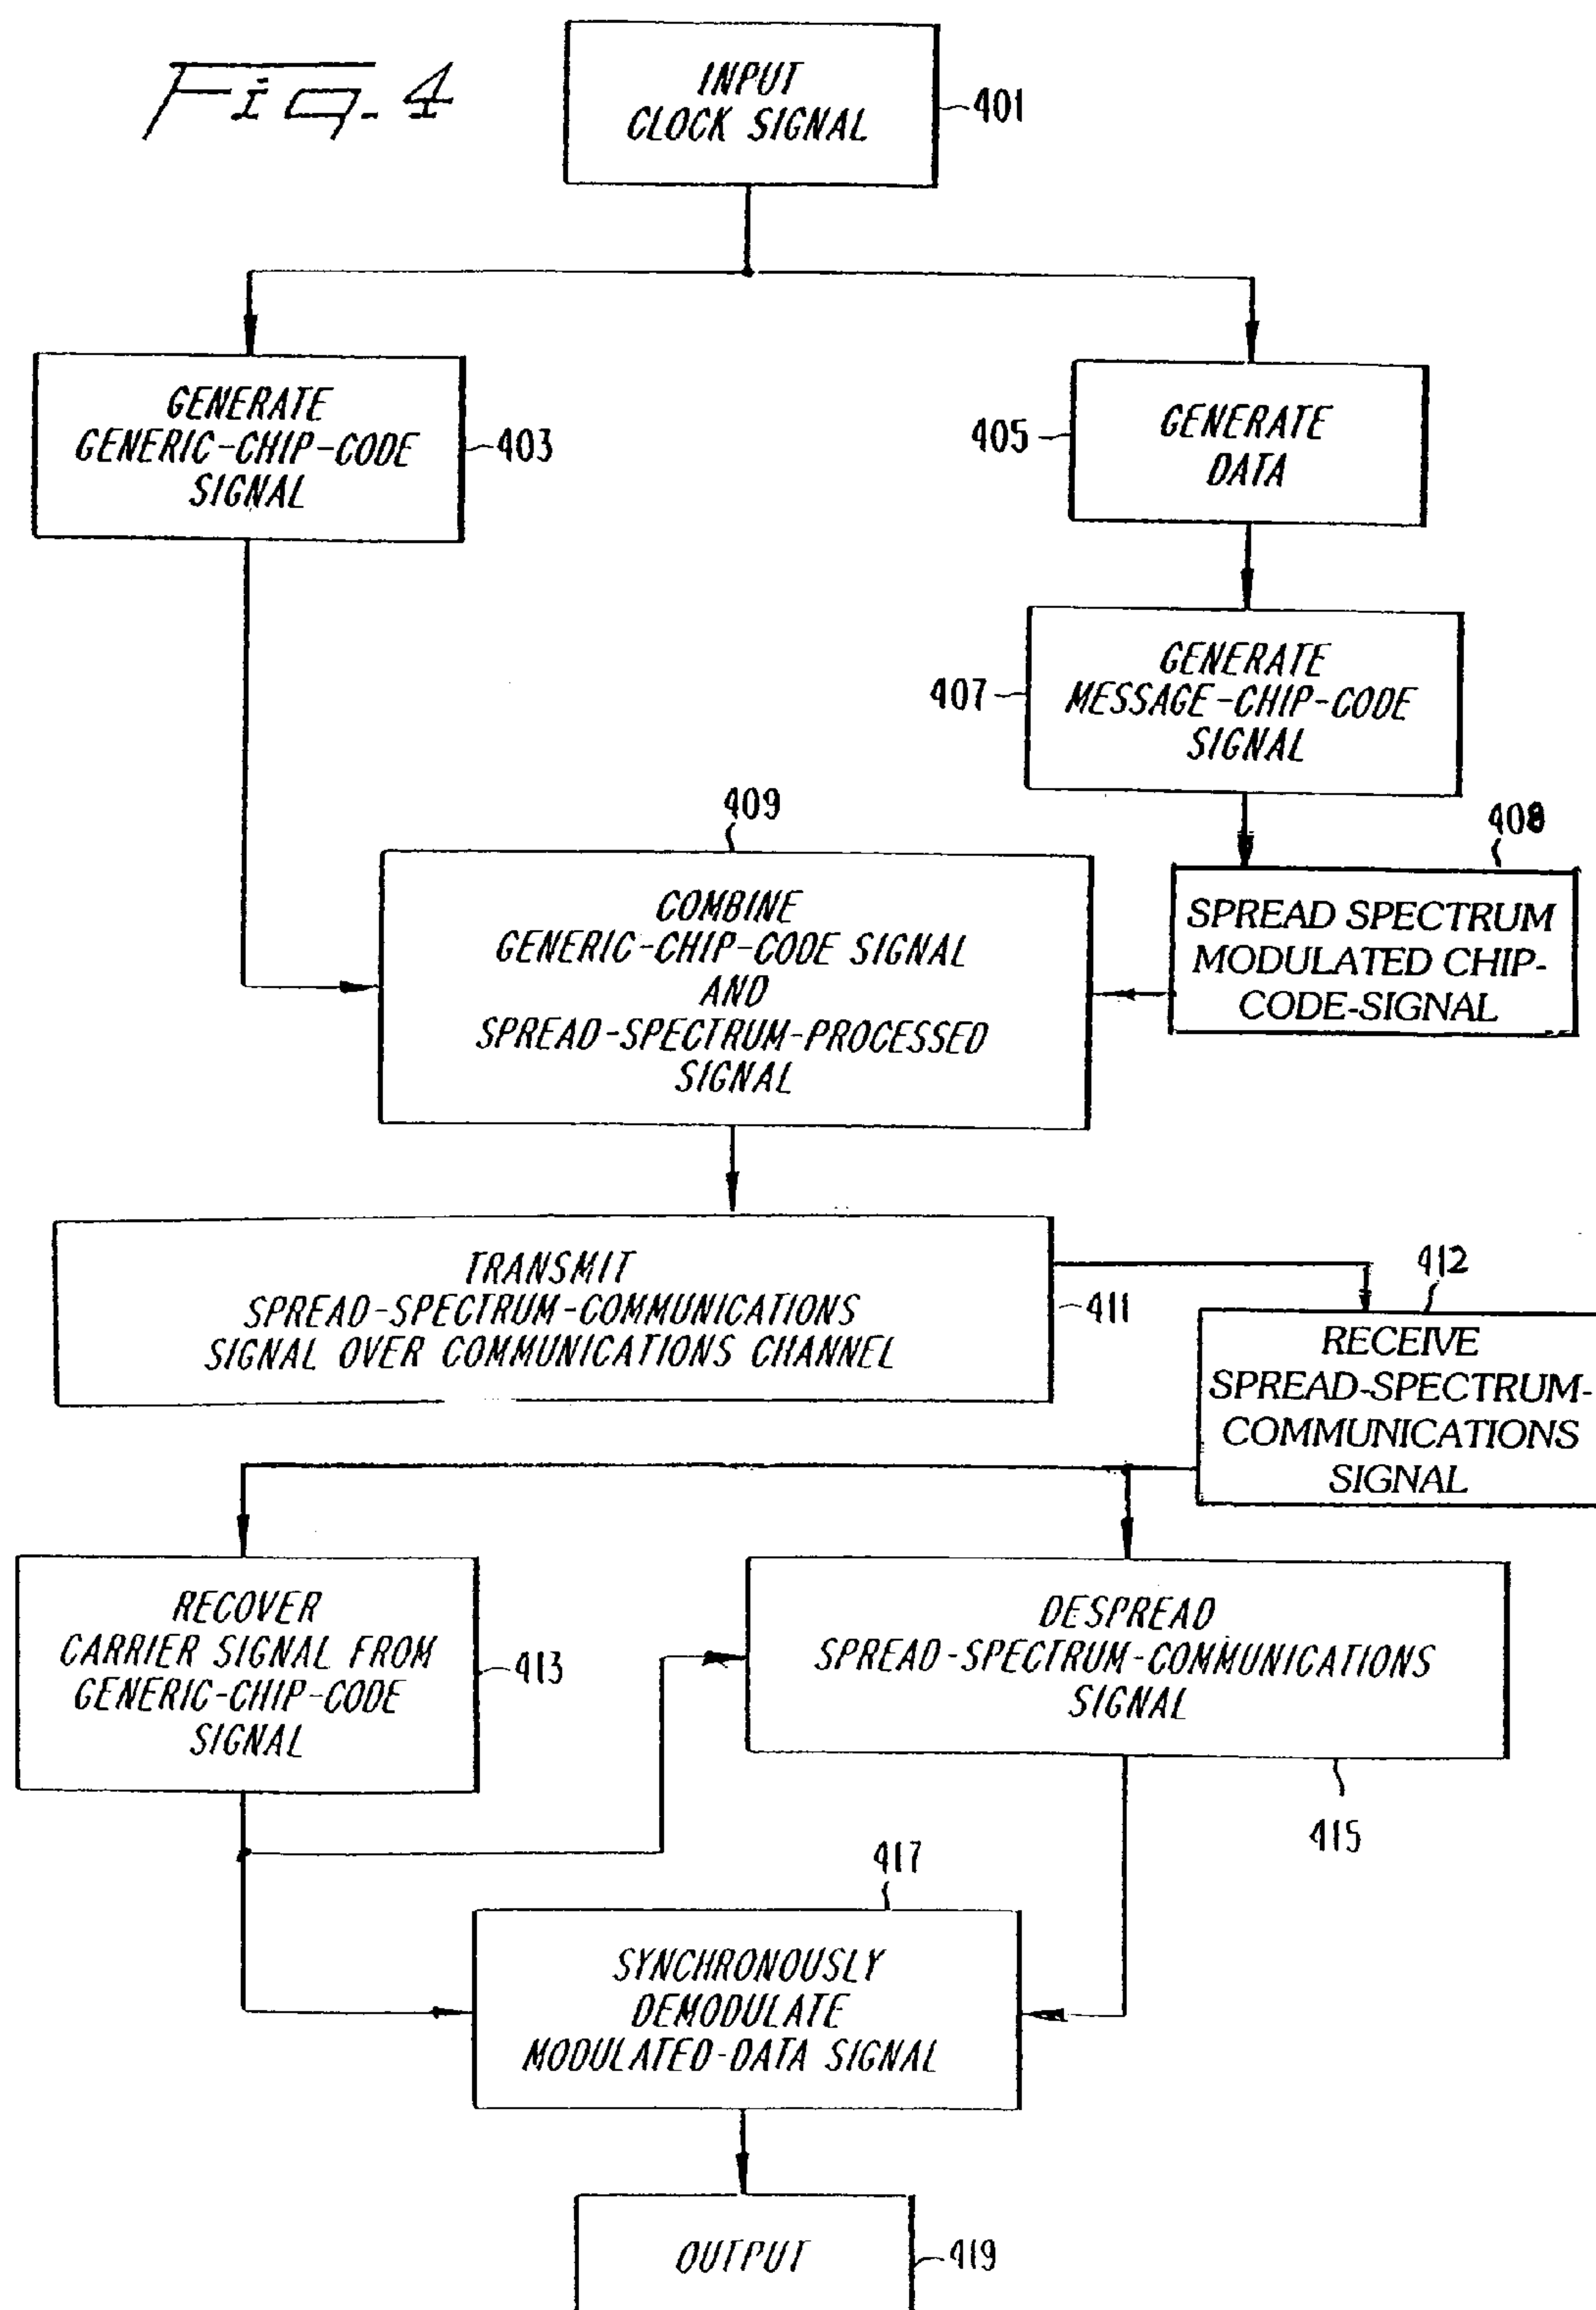 Fig. 4
INPUT
CLOCK SIGNAL
401
GENERATE
GENERIC-CHIP-CODE
SIGNAL
403
405
GENERATE
DATA
407
GENERATE
MESSAGE-CHIP-CODE
SIGNAL
409
408
COMBINE
GENERIC-CHIP-CODE SIGNAL
AND
SPREAD-SPECTRUM-PROCESSED
SIGNAL
SPREAD SPECTRUM
MODULATED CHIP-
CODE-SIGNAL
TRANSMIT
SPREAD-SPECTRUM-COMMUNICATIONS
SIGNAL OVER COMMUNICATIONS CHANNEL
411
412
RECEIVE
SPREAD-SPECTRUM-
COMMUNICATIONS
SIGNAL
RECOVER
CARRIER SIGNAL FROM
GENERIC-CHIP-CODE
SIGNAL
413
DESPREAD
SPREAD-SPECTRUM-COMMUNICATIONS
SIGNAL
415
417
SYNCHRONOUSLY
DEMODULATE
MODULATED-DATA SIGNAL
OUTPUT
419